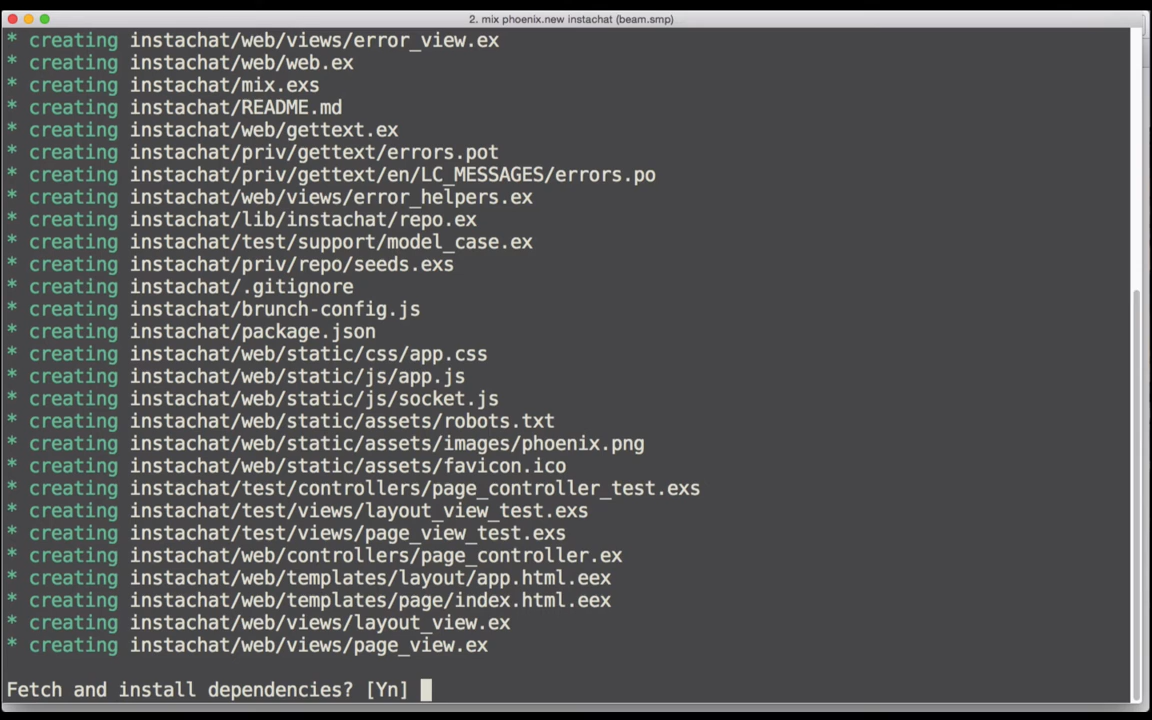 2. mix phoenix.new instachat (beam.smp)
* creating instachat/web/views/error_view.ex
* creating instachat/web/web.ex
* creating instachat/mix.exs
* creating instachat/README.md
* creating instachat/web/gettext.ex
* creating instachat/priv/gettext/errors.pot
* creating instachat/priv/gettext/en/LC_MESSAGES/errors.po
* creating instachat/web/views/error_helpers.ex
* creating instachat/lib/instachat/repo.ex
* creating instachat/test/support/model_case.ex
* creating instachat/priv/repo/seeds.exs
* creating instachat/.gitignore
* creating instachat/brunch-config.js
* creating instachat/package.json
* creating instachat/web/static/css/app.css
* creating instachat/web/static/js/app.js
* creating instachat/web/static/js/socket.js
* creating instachat/web/static/assets/robots.txt
* creating instachat/web/static/assets/images/phoenix.png
* creating instachat/web/static/assets/favicon.ico
* creating instachat/test/controllers/page_controller_test.exs
* creating instachat/test/views/layout_view_test.exs
* creating instachat/test/views/page_view_test.exs
* creating instachat/web/controllers/page_controller.ex
* creating instachat/web/templates/layout/app.html.eex
* creating instachat/web/templates/page/index.html.eex
* creating instachat/web/views/layout_view.ex
* creating instachat/web/views/page_view.ex
Fetch and install dependencies? [Yn]